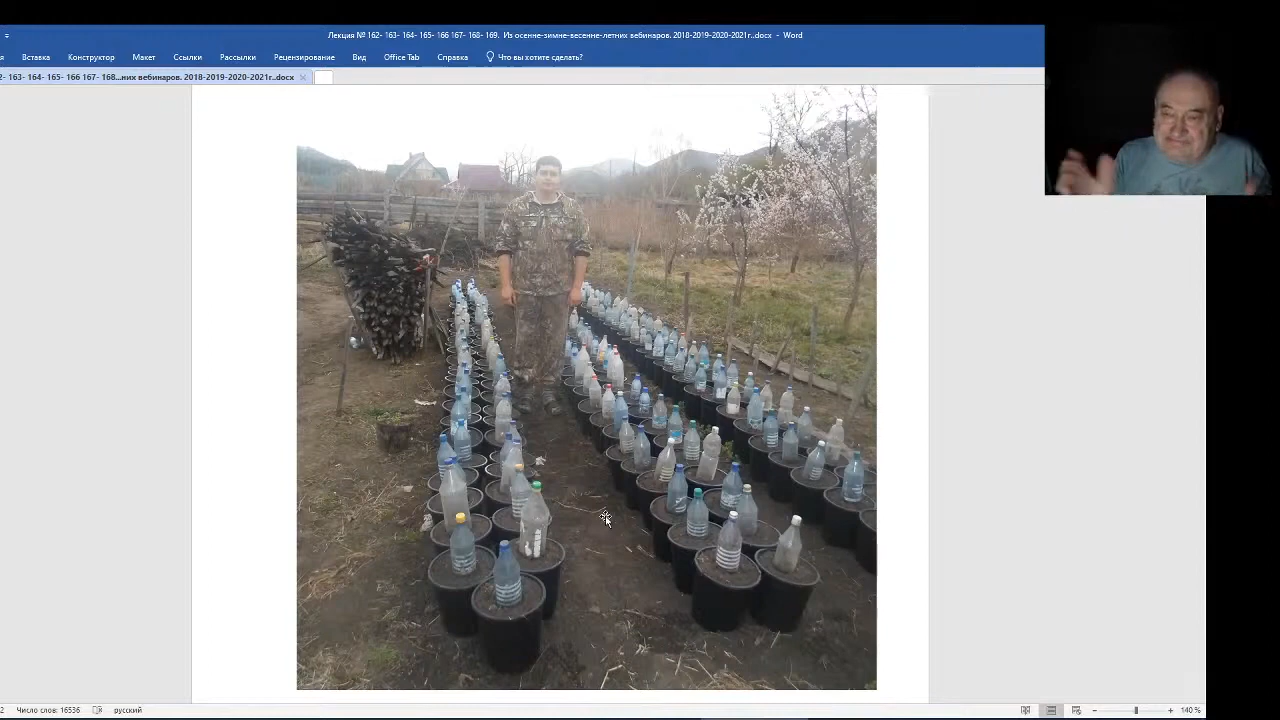 Лекция № 162- 163- 164- 165- 166 167- 168- 169. Из осенне-зимне-весенне-летних вебинаров. 2018-2019-2020-2021г..docx - Word
Вставка Конструктор Макет Ссылки Рассылки Рецензирование Вид Office Tab Справка Что вы хотите сделать?
- 163- 164- 165- 166 167- 168...них вебинаров. 2018-2019-2020-2021г..docx
2 Число слов: 16536 русский 140 %